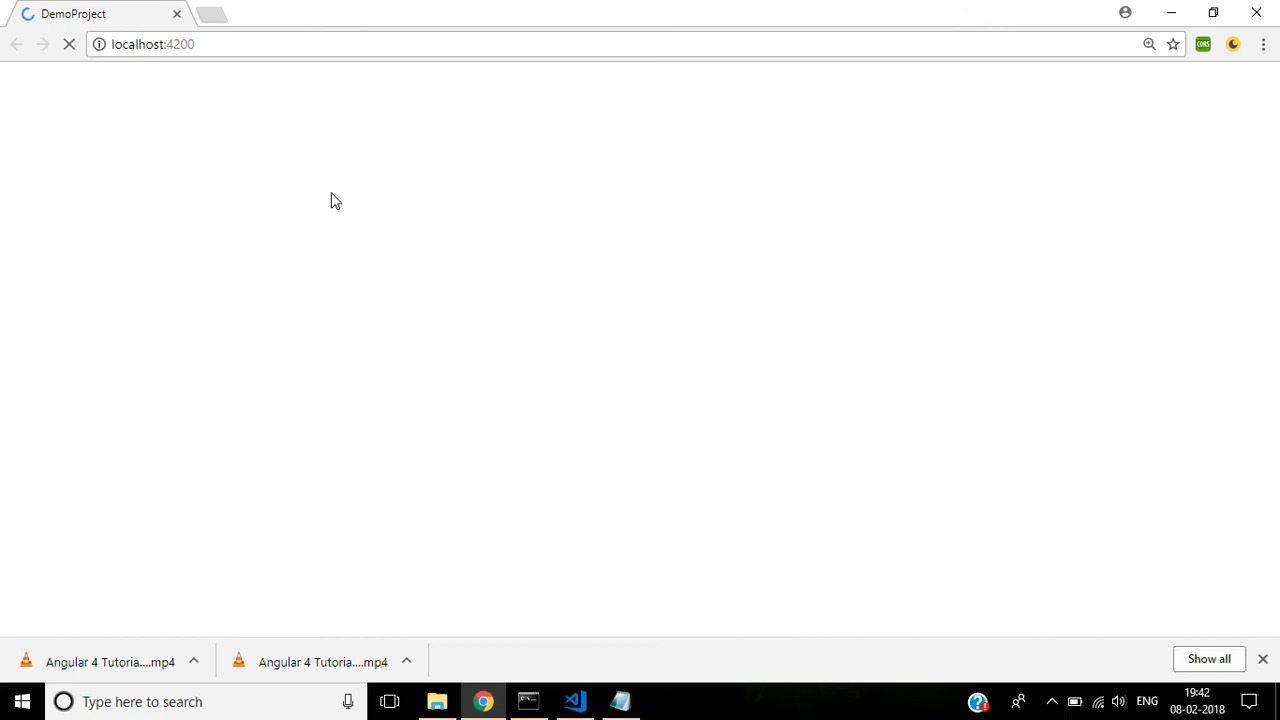 DemoProject
localhost:4200
CORS
Angular 4 Tutoria....mp4
Angular 4 Tutoria....mp4
Show all
Type here to search
ENG
19:42
08-02-2018